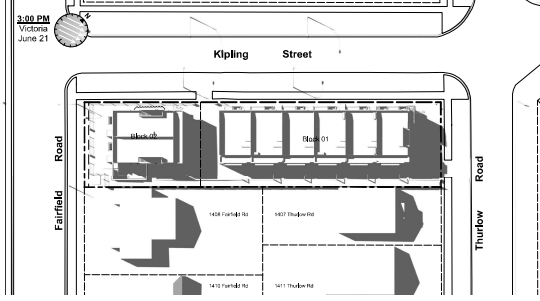 3:00 PM
Victoria
June 21
N
KIpling Street
Block 02
Block 01
Fairfield Road
Thurlow Road
1408 Fairfield Rd
1407 Thurlow Rd
1410 Fairfield Rd
1411 Thurlow Rd